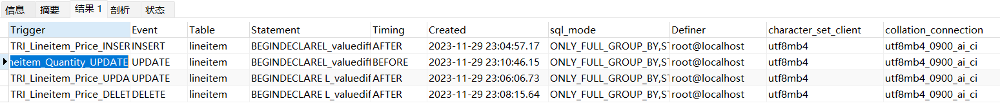 信息 摘要 结果 1 剖析 状态
Trigger Event Table Statement Timing Created sql_mode Definer character_set_client collation_connection
TRI_Lineitem_Price_INSER INSERT lineitem BEGINDECLAREL_valuediff AFTER 2023-11-29 23:04:57.17 ONLY_FULL_GROUP_BY,ST root@localhost utf8mb4 utf8mb4_0900_ai_ci
neitem_Quantity_UPDATE UPDATE lineitem BEGINDECLAREL_valuediff BEFORE 2023-11-29 23:10:46.15 ONLY_FULL_GROUP_BY,ST root@localhost utf8mb4 utf8mb4_0900_ai_ci
TRI_Lineitem_Price_UPDA UPDATE lineitem BEGINDECLARE L_valuedif AFTER 2023-11-29 23:06:06.73 ONLY_FULL_GROUP_BY,ST root@localhost utf8mb4 utf8mb4_0900_ai_ci
TRI_Lineitem_Price_DELET DELETE lineitem BEGINDECLARE L_valuedif AFTER 2023-11-29 23:08:15.64 ONLY_FULL_GROUP_BY,ST root@localhost utf8mb4 utf8mb4_0900_ai_ci